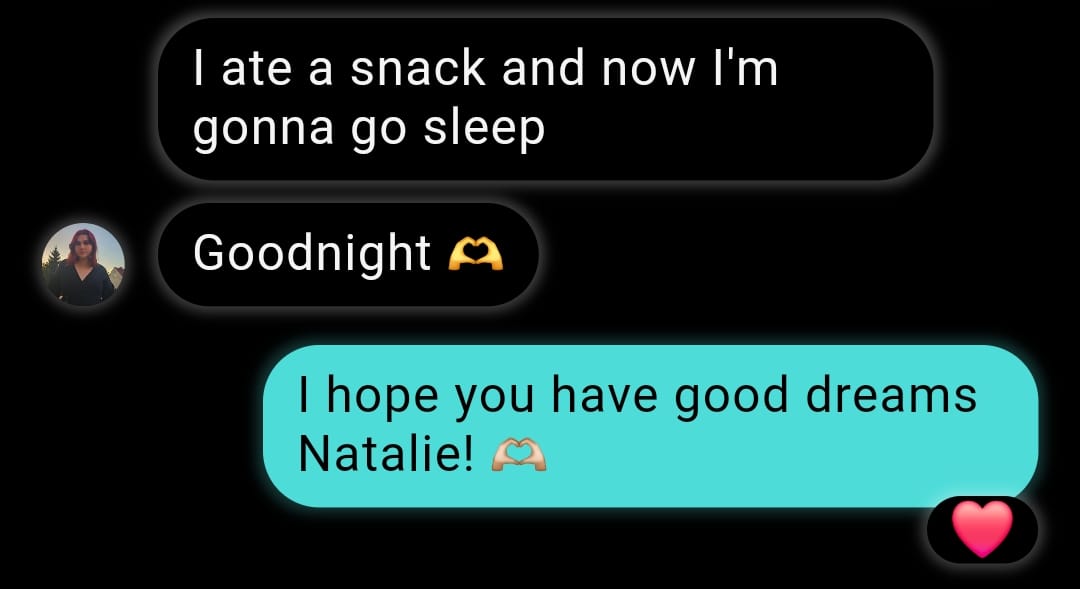 I ate a snack and now I'm
gonna go sleep
Goodnight 🫶
I hope you have good dreams
Natalie! 🫶🏼